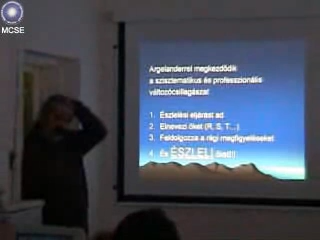 MCSE
Argelanderrel megkezdődik
a szisztematikus és professzionális
változócsillagászat
1. Észlelési eljárást ad
2. Elnevezi őket (R, S, T...)
3. Feldolgozza a régi megfigyeléseket
4. És ÉSZLELI őket!!!